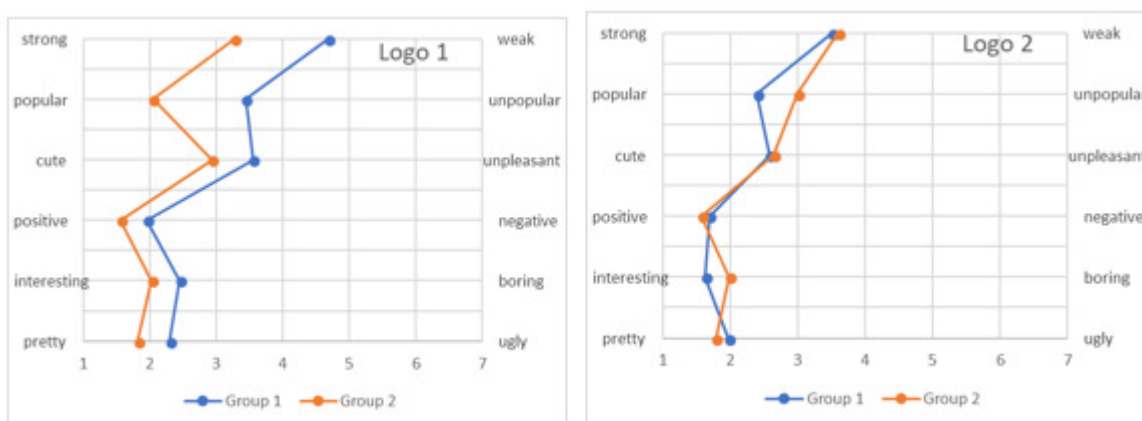 Logo 1
strong weak
popular unpopular
cute unpleasant
positive negative
interesting boring
pretty ugly
1 2 3 4 5 6 7
Group 1 Group 2
Logo 2
strong weak
popular unpopular
cute unpleasant
positive negative
interesting boring
pretty ugly
1 2 3 4 5 6 7
Group 1 Group 2